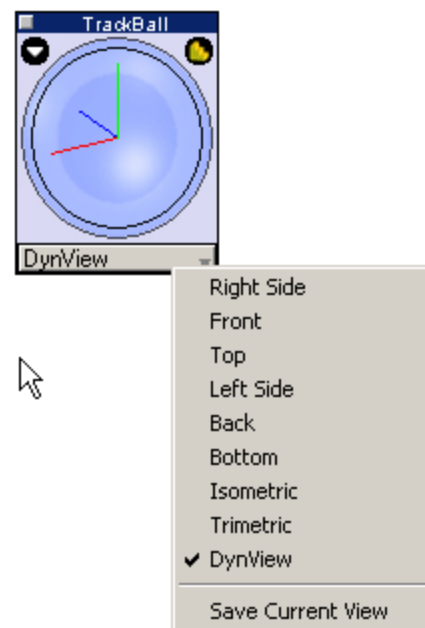 TrackBall
DynView
Right Side
Front
Top
Left Side
Back
Bottom
Isometric
Trimetric
DynView
Save Current View